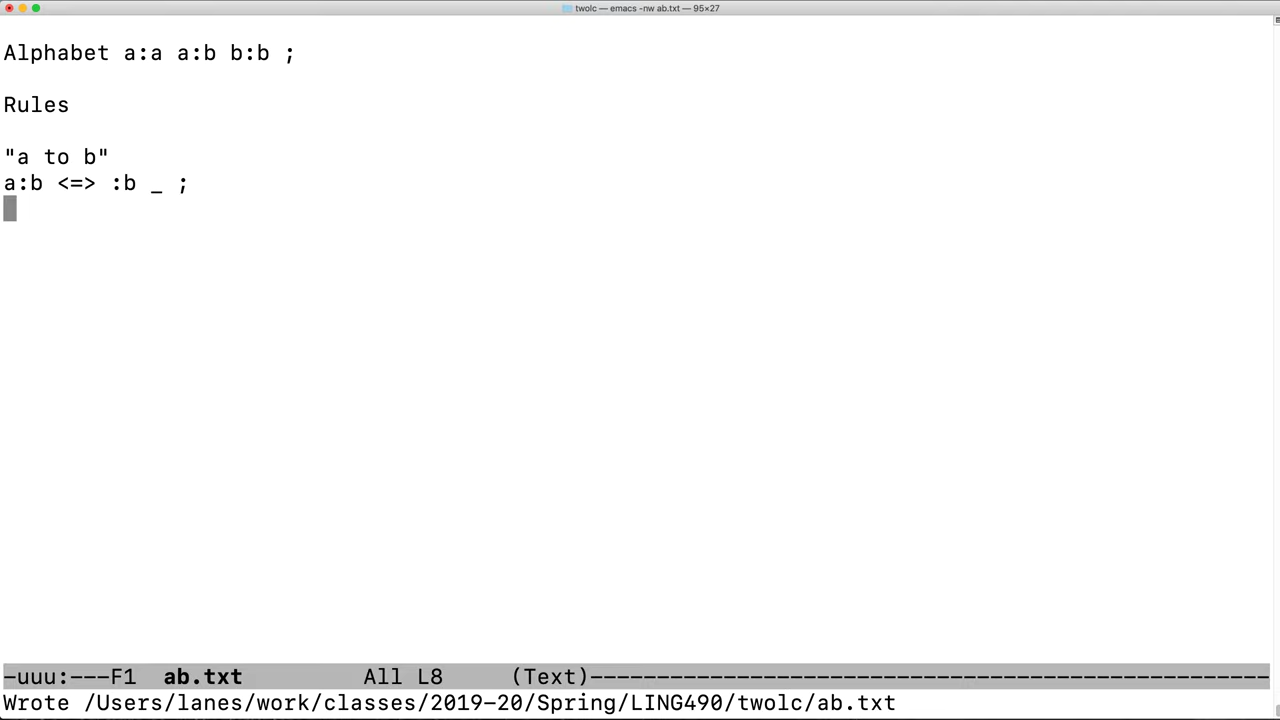 twolc — emacs -nw ab.txt — 95×27
Alphabet a:a a:b b:b ;
Rules
"a to b"
a:b <=> :b _ ;
-uuu:---F1  ab.txt         All L8     (Text)---------------------------------------------------
Wrote /Users/lanes/work/classes/2019-20/Spring/LING490/twolc/ab.txt